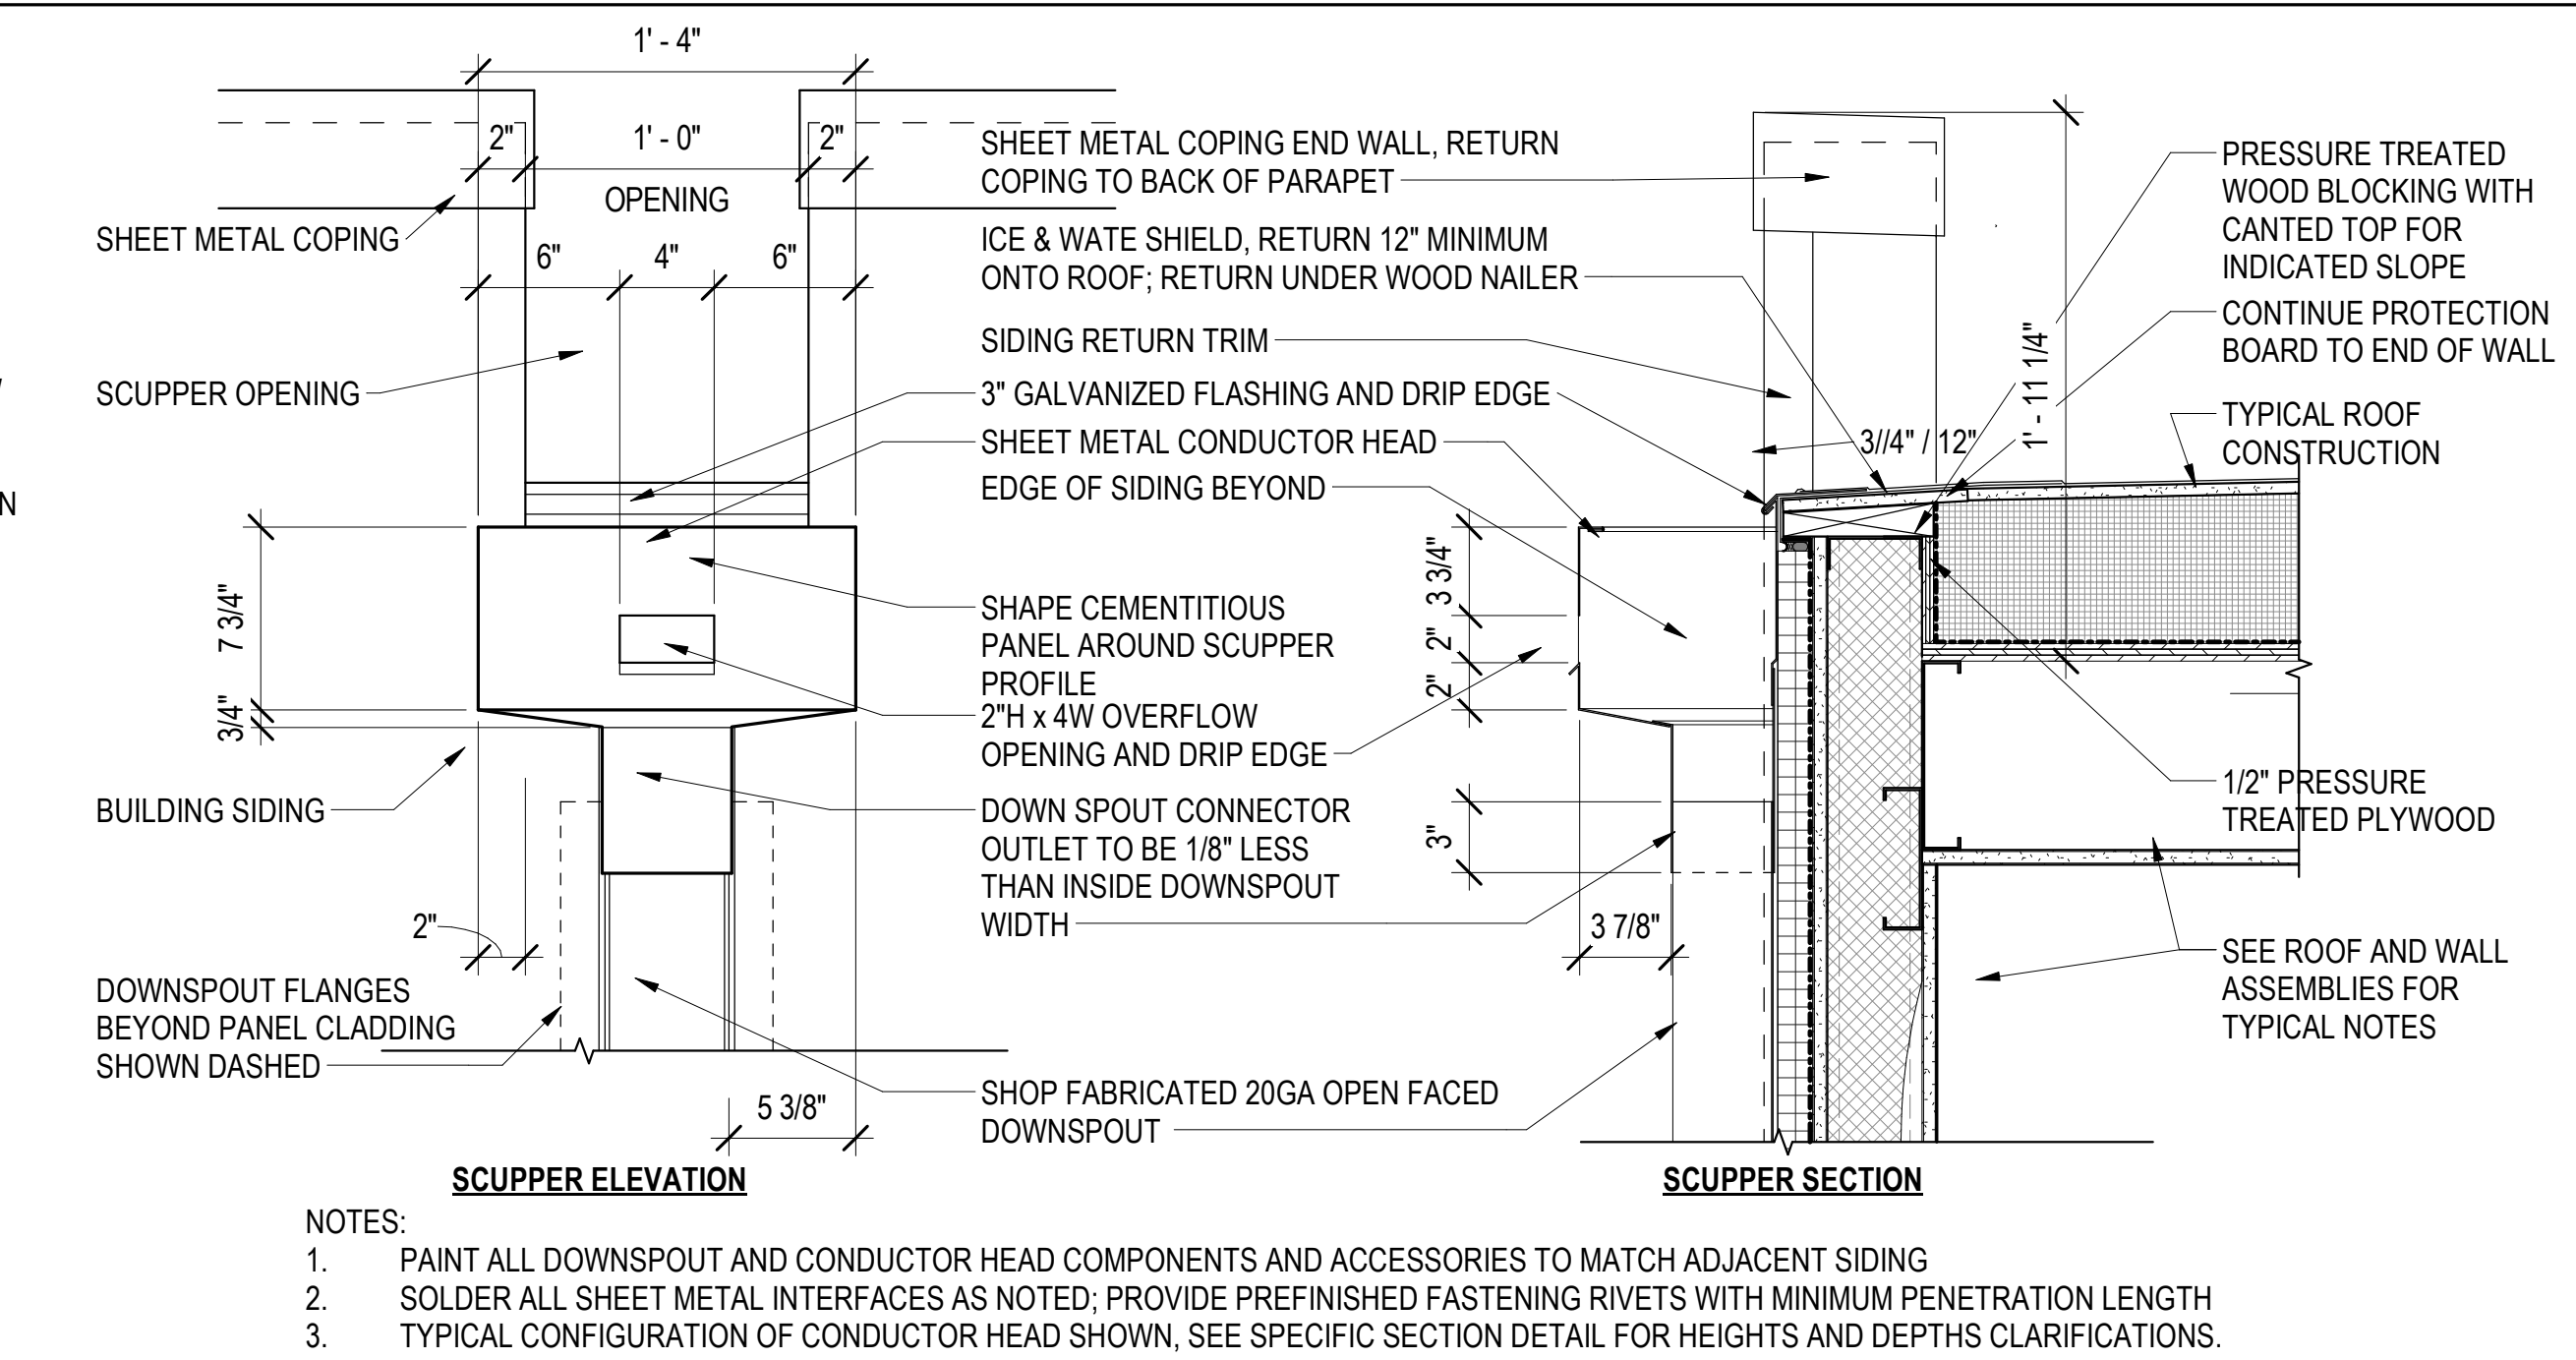 1' - 4"
2"
1' - 0"
2"
OPENING
6"
4"
6"
SHEET METAL COPING
SCUPPER OPENING
7 3/4"
3/4"
BUILDING SIDING
2"
DOWNSPOUT FLANGES
BEYOND PANEL CLADDING
SHOWN DASHED
5 3/8"
SCUPPER ELEVATION
N
SHEET METAL COPING END WALL, RETURN
COPING TO BACK OF PARAPET
ICE & WATE SHIELD, RETURN 12" MINIMUM
ONTO ROOF; RETURN UNDER WOOD NAILER
SIDING RETURN TRIM
3" GALVANIZED FLASHING AND DRIP EDGE
SHEET METAL CONDUCTOR HEAD
EDGE OF SIDING BEYOND
SHAPE CEMENTITIOUS
PANEL AROUND SCUPPER
PROFILE
2"H x 4W OVERFLOW
OPENING AND DRIP EDGE
DOWN SPOUT CONNECTOR
OUTLET TO BE 1/8" LESS
THAN INSIDE DOWNSPOUT
WIDTH
SHOP FABRICATED 20GA OPEN FACED
DOWNSPOUT
3 3/4"
2"
2"
3"
3 7/8"
3//4" / 12"
1' - 11 1/4"
PRESSURE TREATED
WOOD BLOCKING WITH
CANTED TOP FOR
INDICATED SLOPE
CONTINUE PROTECTION
BOARD TO END OF WALL
TYPICAL ROOF
CONSTRUCTION
1/2" PRESSURE
TREATED PLYWOOD
SEE ROOF AND WALL
ASSEMBLIES FOR
TYPICAL NOTES
SCUPPER SECTION
NOTES:
1. PAINT ALL DOWNSPOUT AND CONDUCTOR HEAD COMPONENTS AND ACCESSORIES TO MATCH ADJACENT SIDING
2. SOLDER ALL SHEET METAL INTERFACES AS NOTED; PROVIDE PREFINISHED FASTENING RIVETS WITH MINIMUM PENETRATION LENGTH
3. TYPICAL CONFIGURATION OF CONDUCTOR HEAD SHOWN, SEE SPECIFIC SECTION DETAIL FOR HEIGHTS AND DEPTHS CLARIFICATIONS.